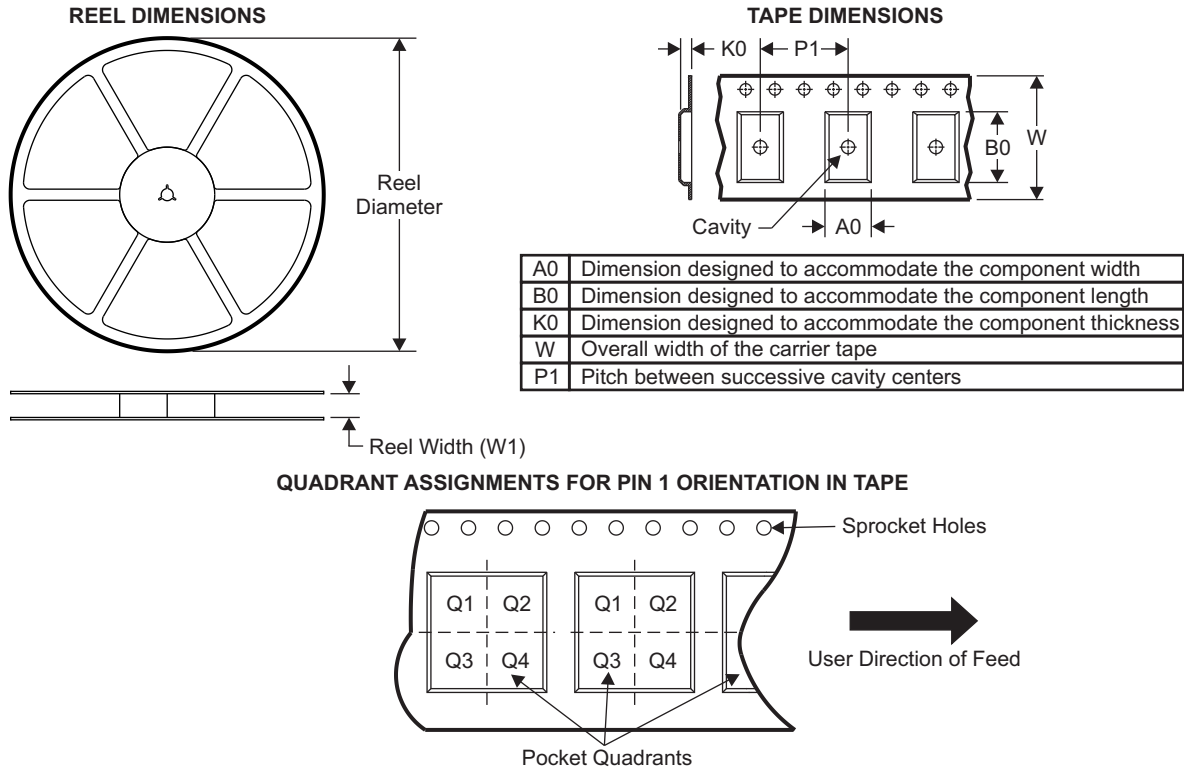 REEL DIMENSIONS
TAPE DIMENSIONS
K0
P1
Reel
Diameter
B0
W
Cavity
A0
A0 Dimension designed to accommodate the component width
B0 Dimension designed to accommodate the component length
K0 Dimension designed to accommodate the component thickness
W Overall width of the carrier tape
P1 Pitch between successive cavity centers
Reel Width (W1)
QUADRANT ASSIGNMENTS FOR PIN 1 ORIENTATION IN TAPE
Sprocket Holes
Q1 Q2 Q1 Q2
Q3 Q4 Q3 Q4
User Direction of Feed
Pocket Quadrants